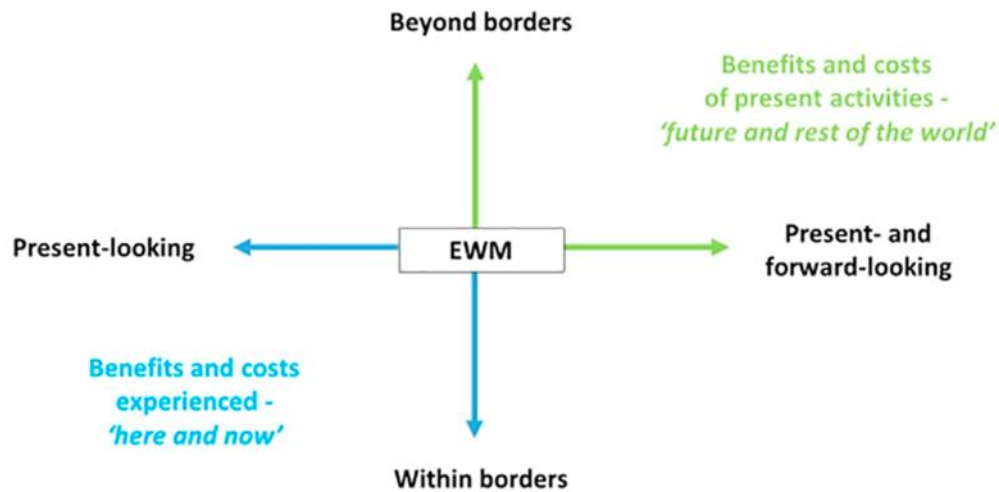 Beyond borders
Benefits and costs
of present activities -
‘future and rest of the world’
Present-looking
EWM
Present- and
forward-looking
Benefits and costs
experienced -
‘here and now’
Within borders